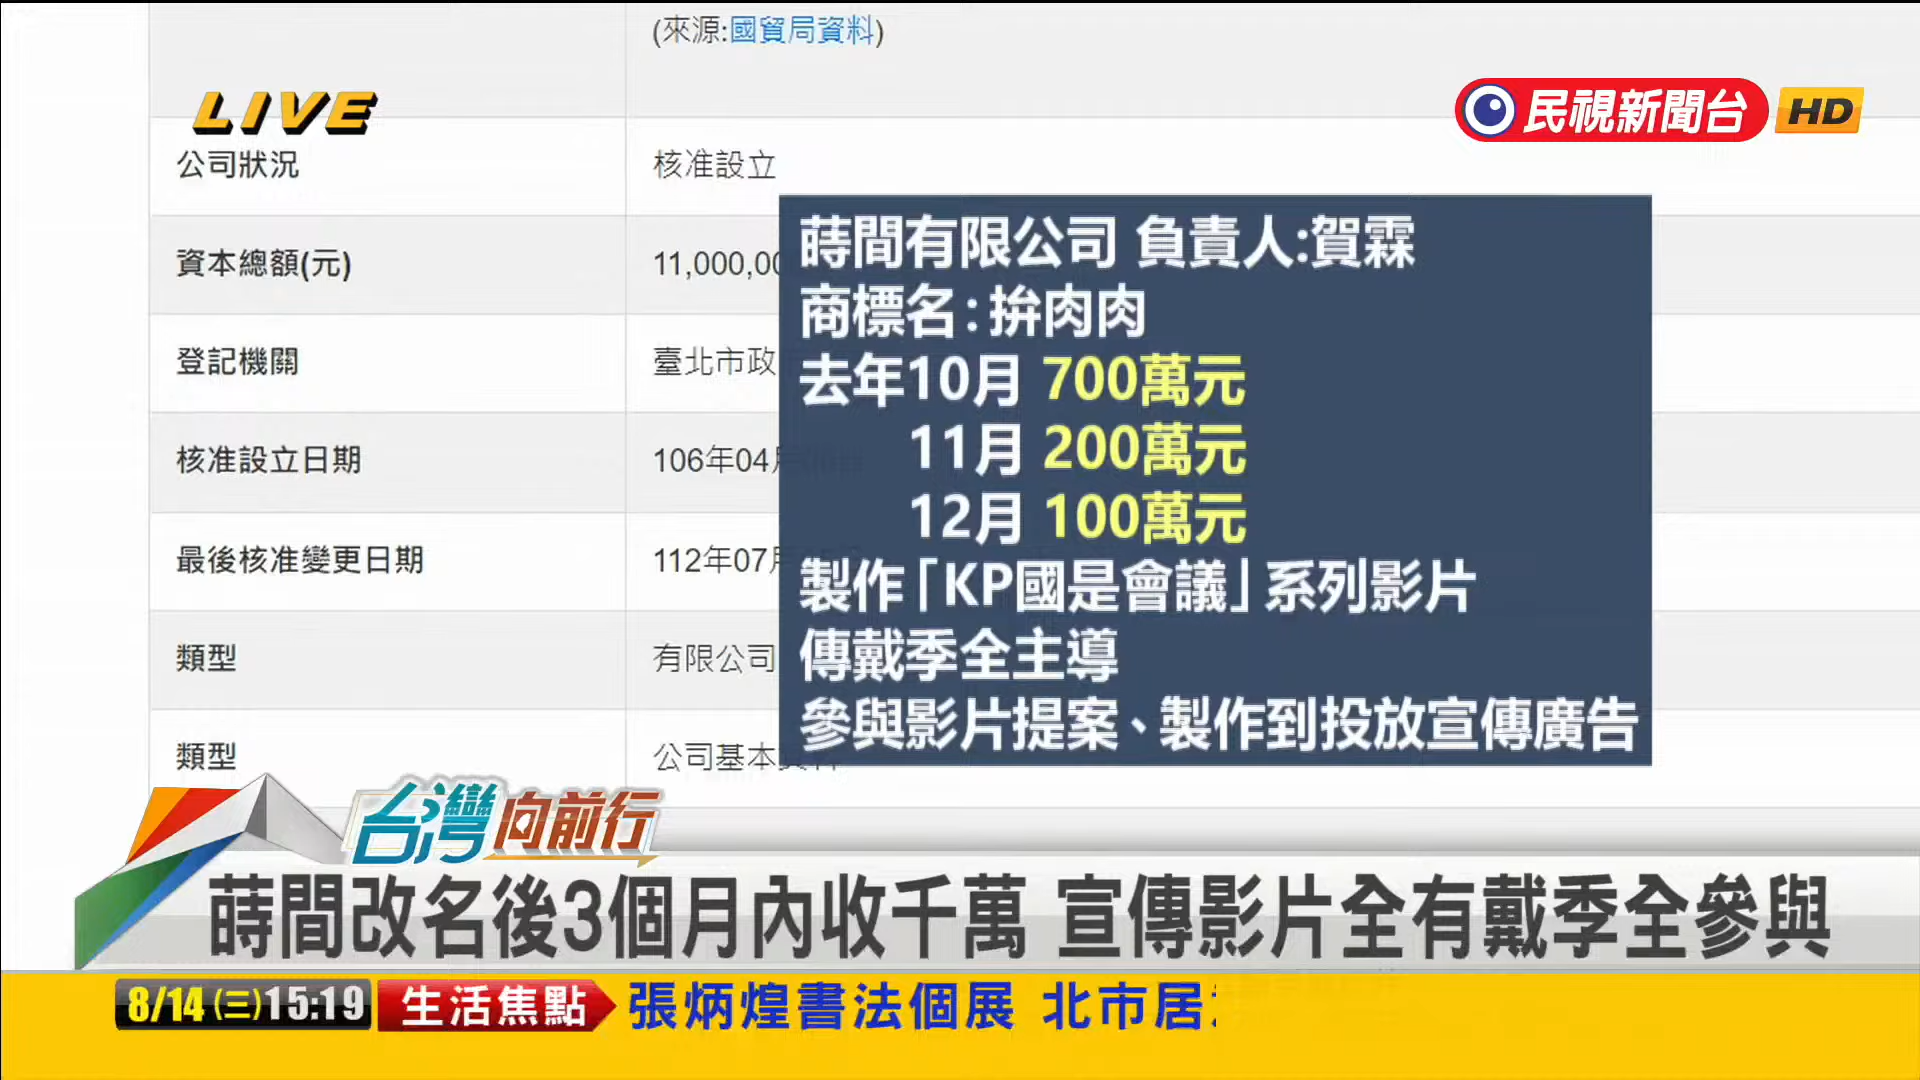 (來源:國貿局資料)
LIVE
民視新聞台 HD
公司狀況
核准設立
資本總額(元)
11,000,00
登記機關
臺北市政
核准設立日期
106年04月
最後核准變更日期
112年07月
類型
有限公司
類型
公司基本
蒔間有限公司 負責人:賀霖
商標名:拚肉肉
去年10月 700萬元
11月 200萬元
12月 100萬元
製作「KP國是會議」系列影片
傳戴季全主導
參與影片提案、製作到投放宣傳廣告
台灣向前行
蒔間改名後3個月內收千萬 宣傳影片全有戴季全參與
8/14(三)15:19
生活焦點
張炳煌書法個展 北市居